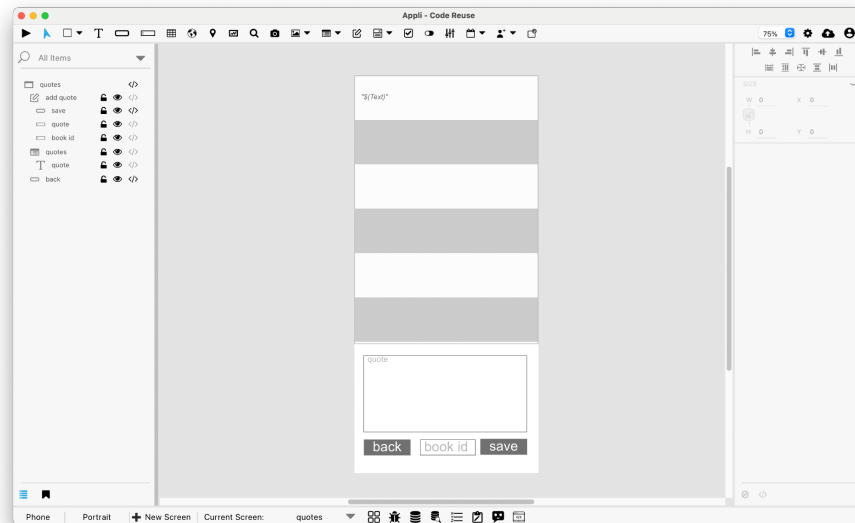 Appli - Code Reuse
75%
All Items
quotes
add quote
save
quote
book id
quotes
quote
back
"$(Text)"
quote
back
book id
save
SIZE
W 0 X 0
H 0 Y 0
Phone Portrait New Screen Current Screen: quotes